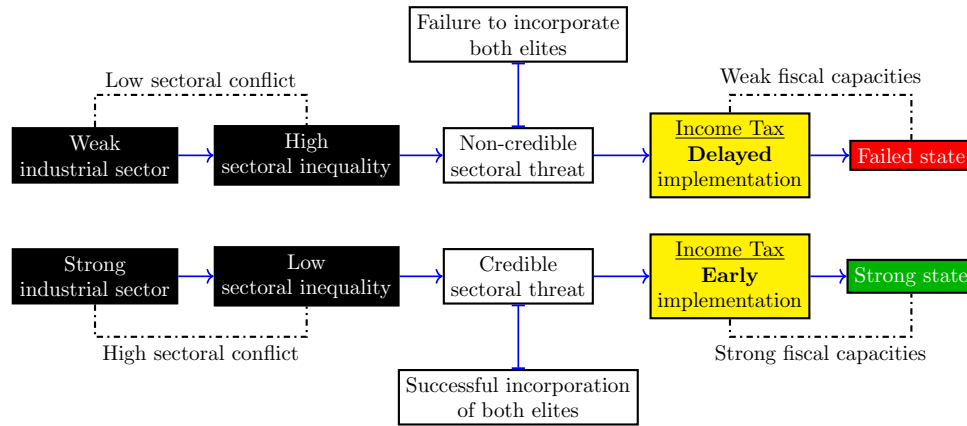 Failure to incorporate
both elites
Low sectoral conflict
Weak fiscal capacities
Weak
industrial sector
High
sectoral inequality
Non-credible
sectoral threat
Income Tax
Delayed
implementation
Failed state
Strong
industrial sector
Low
sectoral inequality
Credible
sectoral threat
Income Tax
Early
implementation
Strong state
High sectoral conflict
Strong fiscal capacities
Successful incorporation
of both elites